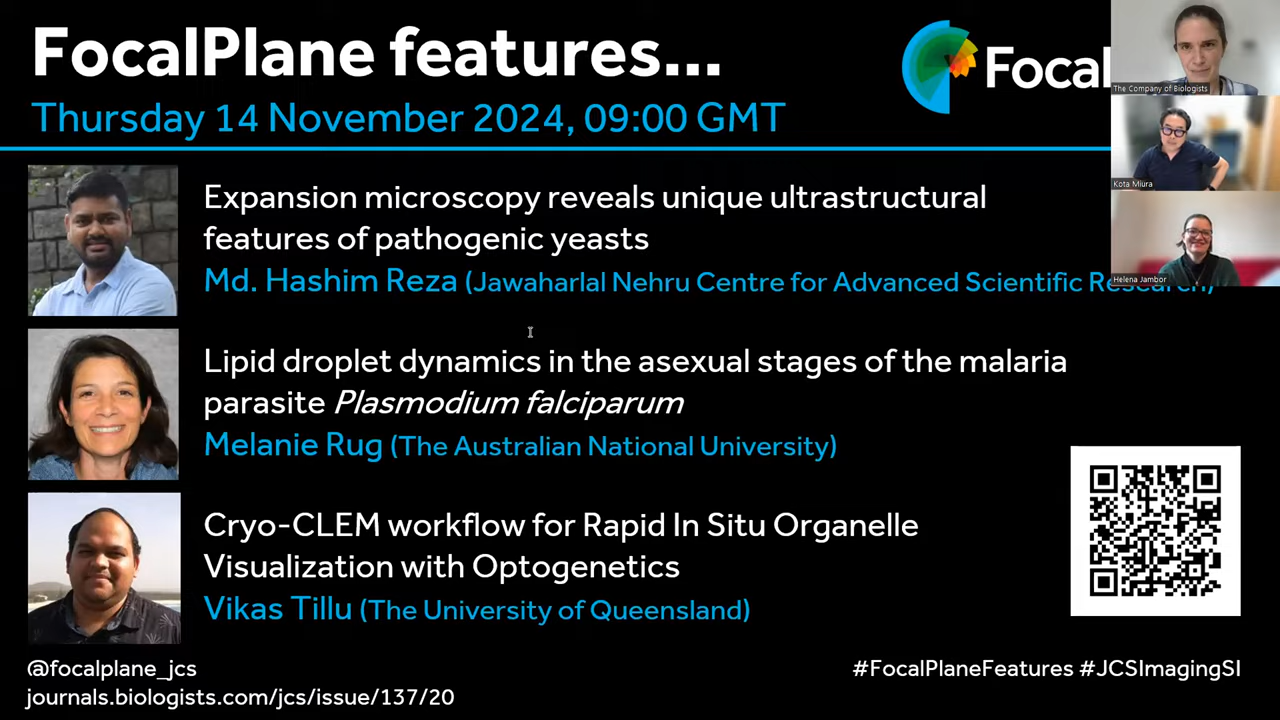 FocalPlane features...
Focal
Thursday 14 November 2024, 09:00 GMT
The Company of Biologists
Kota Miura
Helena Jambor
Expansion microscopy reveals unique ultrastructural
features of pathogenic yeasts
Md. Hashim Reza (Jawaharlal Nehru Centre for Advanced Scientific Research)
Lipid droplet dynamics in the asexual stages of the malaria
parasite Plasmodium falciparum
Melanie Rug (The Australian National University)
Cryo-CLEM workflow for Rapid In Situ Organelle
Visualization with Optogenetics
Vikas Tillu (The University of Queensland)
@focalplane_jcs
#FocalPlaneFeatures #JCSImagingSI
journals.biologists.com/jcs/issue/137/20